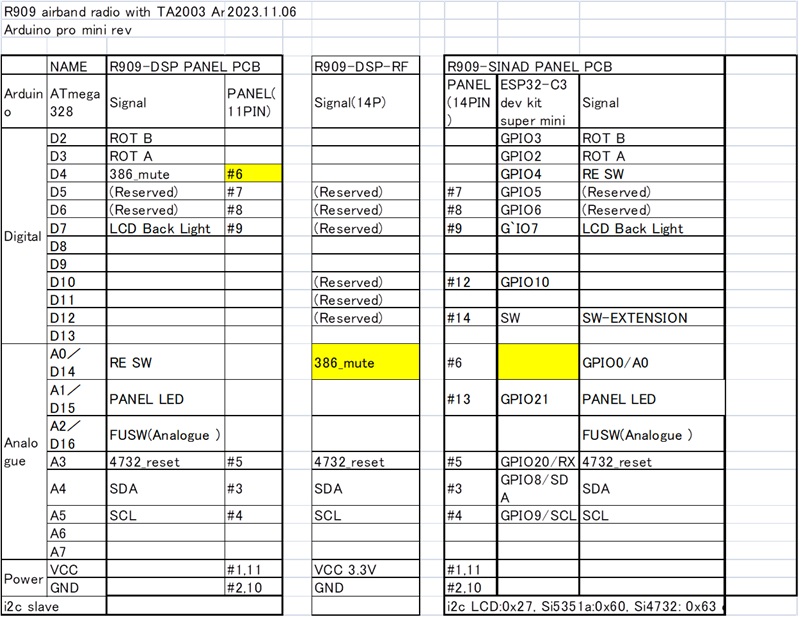 R909 airband radio with TA2003 Ar 2023.11.06
Arduino pro mini rev
NAME R909-DSP PANEL PCB R909-DSP-RF R909-SINAD PANEL PCB
Arduin
o ATmega
328 Signal PANEL(
11PIN) Signal(14P) PANEL
(14PIN
) ESP32-C3
dev kit
super mini Signal
Digital
D2 ROT B GPIO3 ROT B
D3 ROT A GPIO2 ROT A
D4 386_mute #6 GPIO4 RE SW
D5 (Reserved) #7 (Reserved) #7 GPIO5 (Reserved)
D6 (Reserved) #8 (Reserved) #8 GPIO6 (Reserved)
D7 LCD Back Light #9 (Reserved) #9 G`IO7 LCD Back Light
D8
D9
D10 (Reserved) #12 GPIO10
D11 (Reserved)
D12 (Reserved) #14 SW SW-EXTENSION
D13
Analo
gue
A0／
D14 RE SW 386_mute #6 GPIO0/A0
A1／
D15 PANEL LED #13 GPIO21 PANEL LED
A2／
D16 FUSW(Analogue ) FUSW(Analogue )
A3 4732_reset #5 4732_reset #5 GPIO20/RX 4732_reset
A4 SDA #3 SDA #3 GPIO8/SD
A SDA
A5 SCL #4 SCL #4 GPIO9/SCL SCL
A6
A7
Power
VCC #1,11 VCC 3.3V #1,11
GND #2,10 GND #2,10
i2c slave i2c LCD:0x27, Si5351a:0x60, Si4732: 0x63